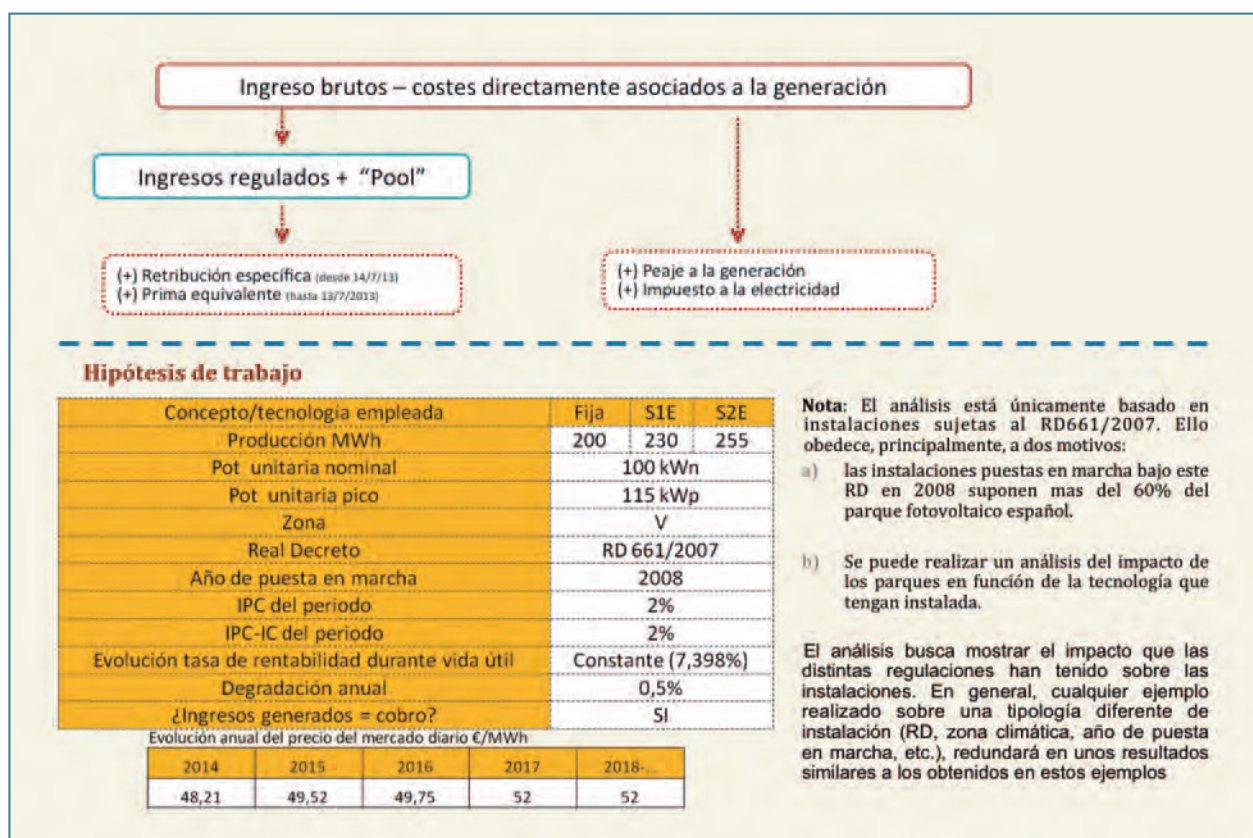 Ingreso brutos – costes directamente asociados a la generación
Ingresos regulados + “Pool”
(+) Retribución específica (desde 14/7/13)
(+) Prima equivalente (hasta 13/7/2013)
(+) Peaje a la generación
(+) Impuesto a la electricidad
Hipótesis de trabajo
Concepto/tecnología empleada Fija S1E S2E
Producción MWh 200 230 255
Pot unitaria nominal 100 kWn
Pot unitaria pico 115 kWp
Zona V
Real Decreto RD 661/2007
Año de puesta en marcha 2008
IPC del periodo 2%
IPC-IC del periodo 2%
Evolución tasa de rentabilidad durante vida útil Constante (7,398%)
Degradación anual 0,5%
¿Ingresos generados = cobro? SI
Evolución anual del precio del mercado diario €/MWh
2014 2015 2016 2017 2018-...
48,21 49,52 49,75 52 52
Nota: El análisis está únicamente basado en
instalaciones sujetas al RD661/2007. Ello
obedece, principalmente, a dos motivos:
a) las instalaciones puestas en marcha bajo este
RD en 2008 suponen mas del 60% del
parque fotovoltaico español.
b) Se puede realizar un análisis del impacto de
los parques en función de la tecnología que
tengan instalada.
El análisis busca mostrar el impacto que las
distintas regulaciones han tenido sobre las
instalaciones. En general, cualquier ejemplo
realizado sobre una tipología diferente de
instalación (RD, zona climática, año de puesta
en marcha, etc.), redundará en unos resultados
similares a los obtenidos en estos ejemplos